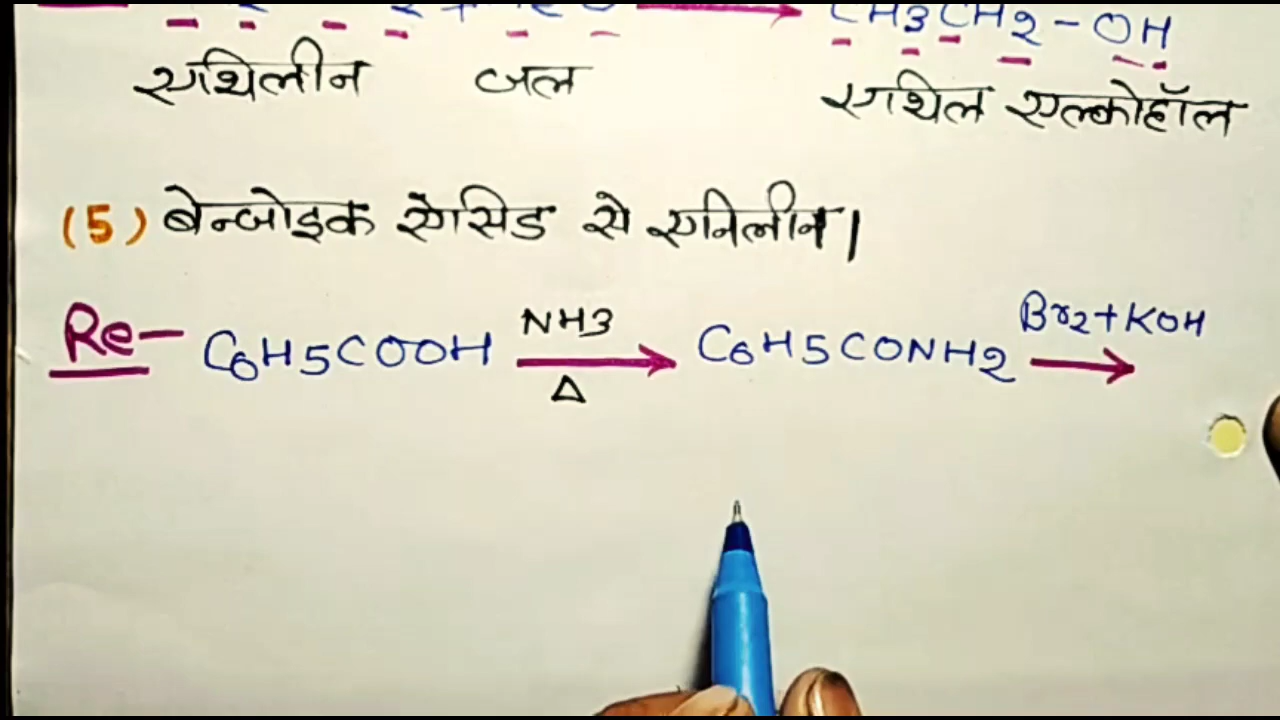 CH3CH2-OH
एथिलीन जल एथिल एल्कोहॉल
(5) बेन्जोइक ऐसिड से एनिलीन।
Re- C6H5COOH NH3 Δ C6H5CONH2 Br2+KOH